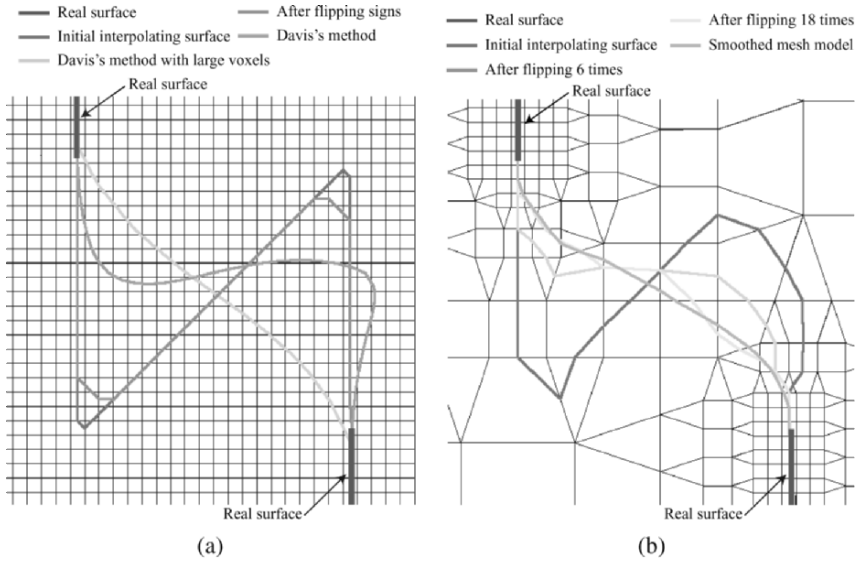 Real surface
After flipping signs
Initial interpolating surface
Davis's method
Davis's method with large voxels
Real surface
Real surface
(a)
Real surface
After flipping 18 times
Initial interpolating surface
Smoothed mesh model
After flipping 6 times
Real surface
Real surface
(b)